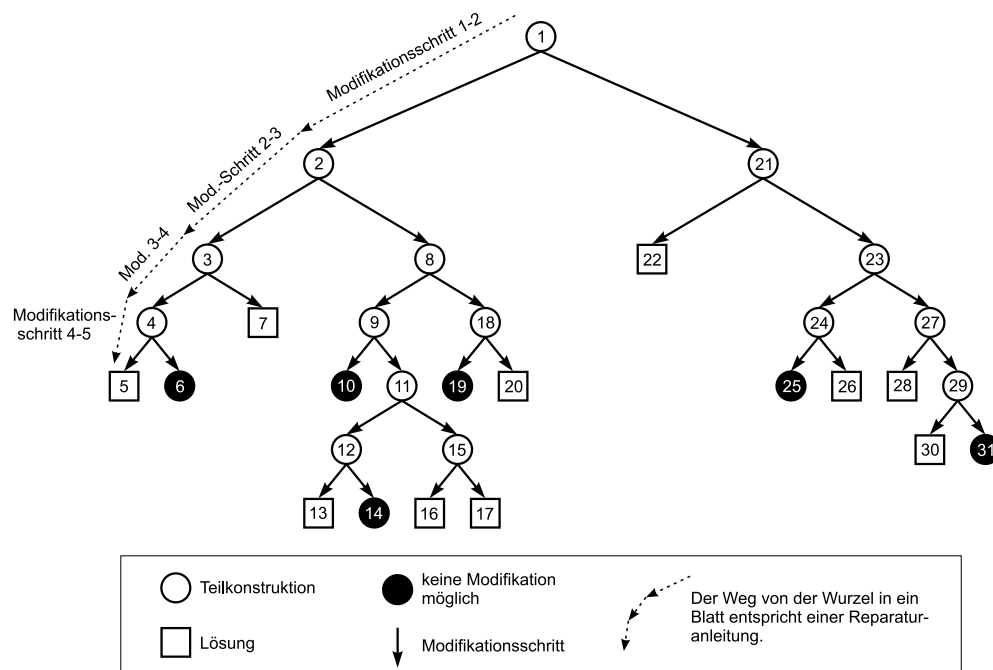 Modifikationsschritt 1-2
1
Mod.-Schritt 2-3
2
21
Mod. 3-4
3
8
22
23
Modifikations-
schritt 4-5
4
7
9
18
24
27
5
6
10
11
19
20
25
26
28
29
12
15
30
31
13
14
16
17
Teilkonstruktion
keine Modifikation
möglich
Der Weg von der Wurzel in ein
Blatt entspricht einer Reparatur-
anleitung.
Lösung
Modifikationsschritt